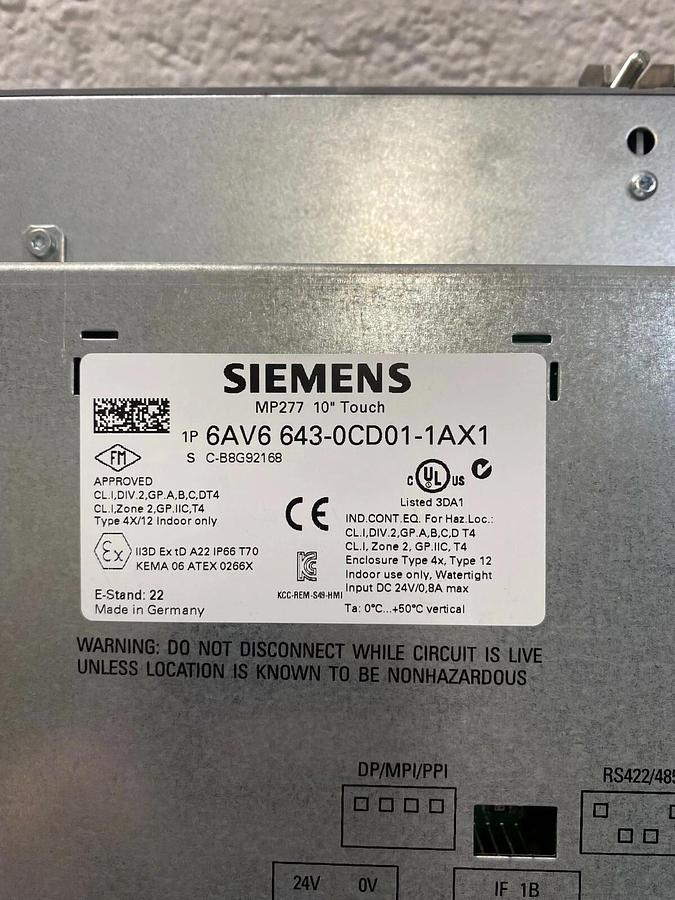 SIEMENS
MP277 10" Touch
1P 6AV6 643-0CD01-1AX1
S C-B8G92168
FM
APPROVED
CL.I,DIV.2,GP.A,B,C,DT4
CL.I,Zone 2,GP.IIC,T4
Type 4X/12 Indoor only
Ex II3D Ex tD A22 IP66 T70
KEMA 06 ATEX 0266X
E-Stand: 22
Made in Germany
CE
KCC-REM-S49-HMI
C UL US
Listed 3DA1
IND.CONT.EQ. For Haz.Loc.:
CL.I,DIV.2,GP.A,B,C,D T4
CL.I, Zone 2, GP.IIC, T4
Enclosure Type 4x, Type 12
Indoor use only, Watertight
Input DC 24V/0,8A max
Ta: 0°C...+50°C vertical
WARNING: DO NOT DISCONNECT WHILE CIRCUIT IS LIVE
UNLESS LOCATION IS KNOWN TO BE NONHAZARDOUS
DP/MPI/PPI
RS422/485
24V 0V
IF 1B